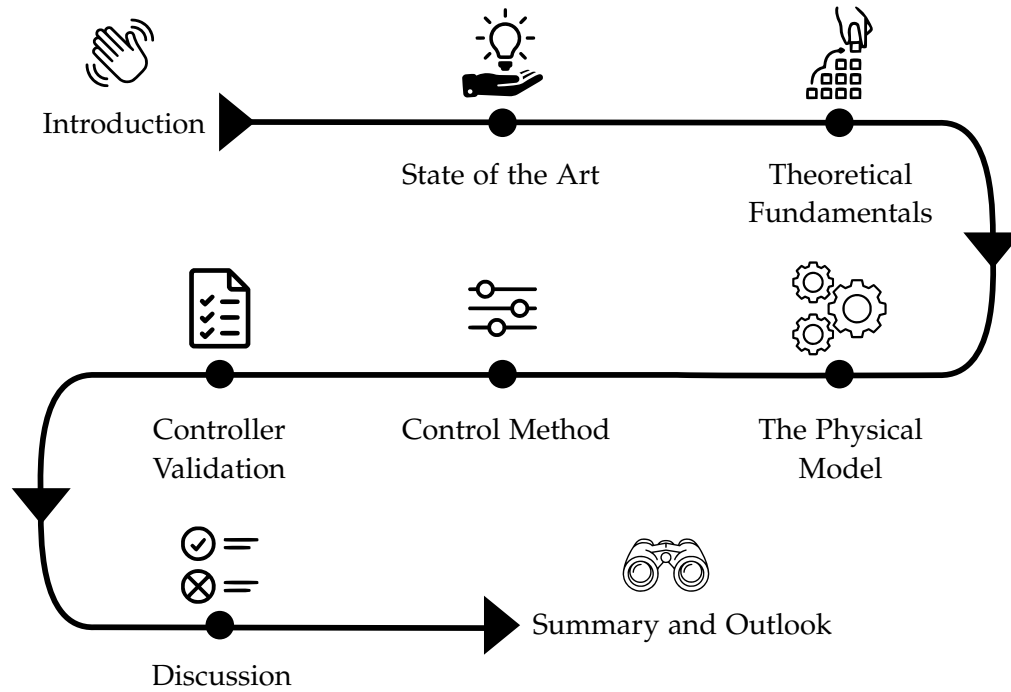 Introduction
State of the Art
Theoretical
Fundamentals
The Physical
Model
Control Method
Controller
Validation
Discussion
Summary and Outlook